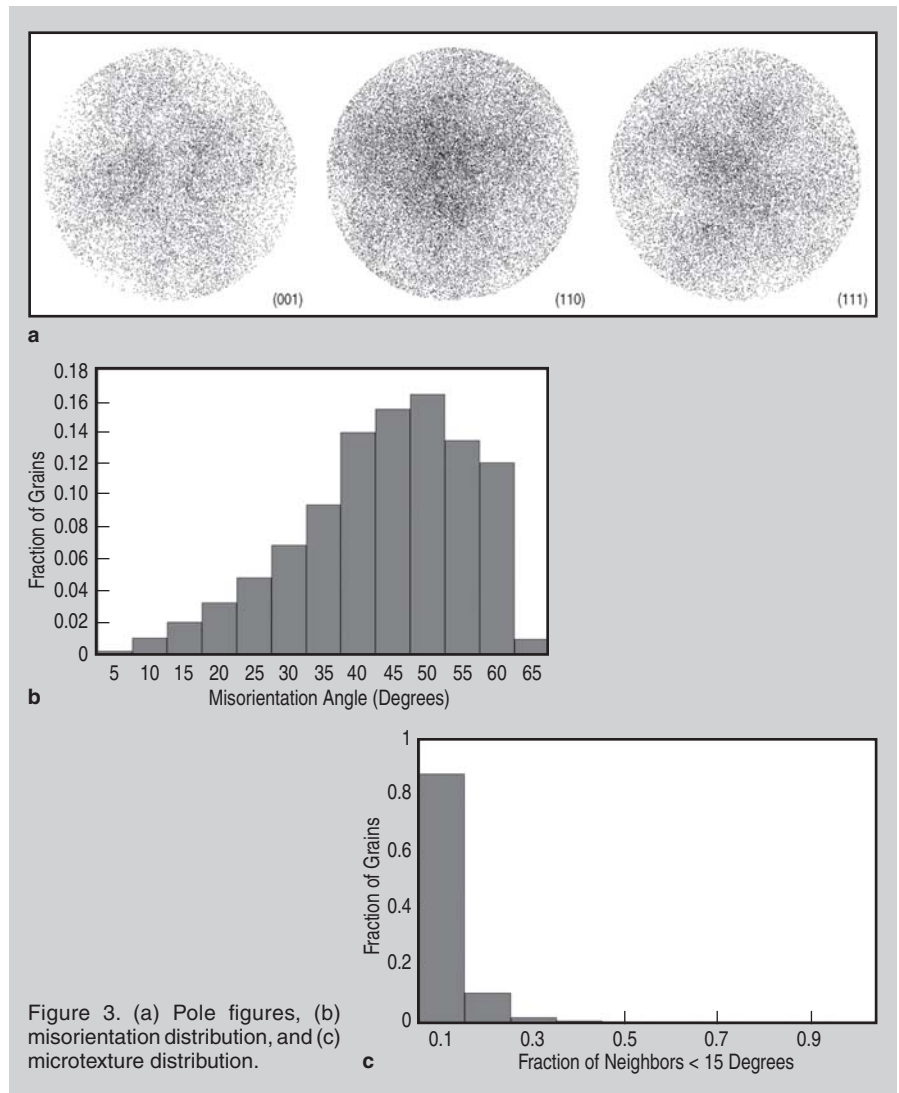 (001) (110) (111)
a
0.18
0.16
0.14
0.12
0.10
0.08
0.06
0.04
0.02
0
Fraction of Grains
5 10 15 20 25 30 35 40 45 50 55 60 65
Misorientation Angle (Degrees)
b
1
0.8
0.6
0.4
0.2
0
Fraction of Grains
0.1 0.3 0.5 0.7 0.9
Fraction of Neighbors < 15 Degrees
c
Figure 3. (a) Pole figures, (b)
misorientation distribution, and (c)
microtexture distribution.